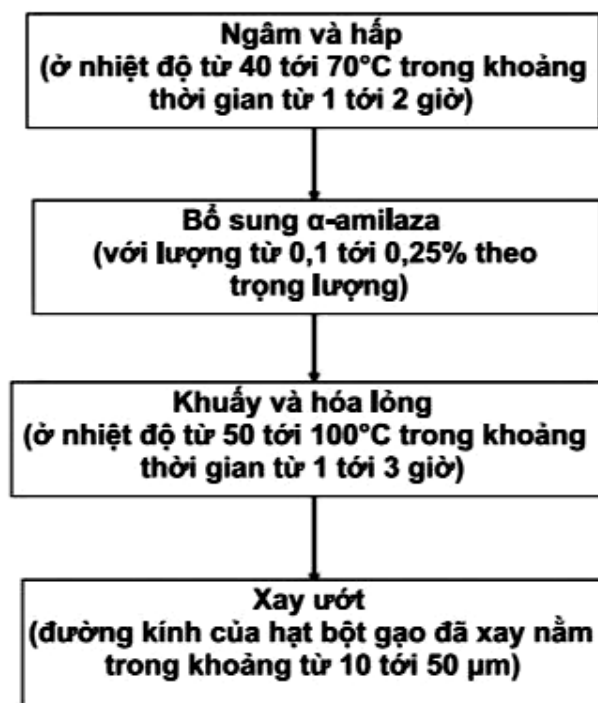 Ngâm và hấp
(ở nhiệt độ từ 40 tới 70°C trong khoảng
thời gian từ 1 tới 2 giờ)
Bổ sung α-amilaza
(với lượng từ 0,1 tới 0,25% theo
trọng lượng)
Khuấy và hóa lỏng
(ở nhiệt độ từ 50 tới 100°C trong khoảng
thời gian từ 1 tới 3 giờ)
Xay ướt
(đường kính của hạt bột gạo đã xay nằm
trong khoảng từ 10 tới 50 µm)